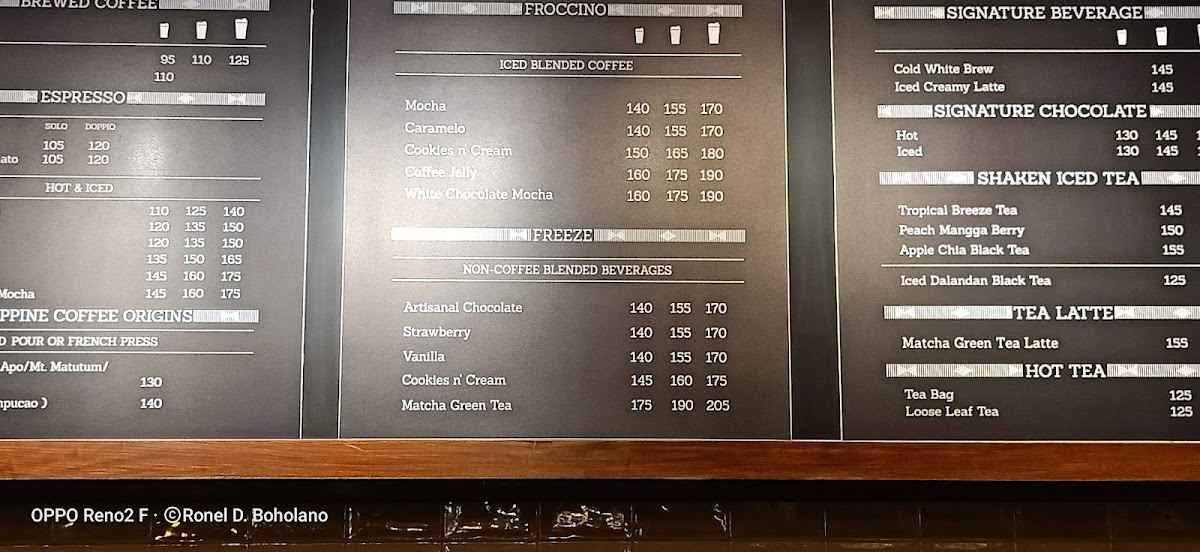 BREWED COFFEE
95 110 125
110
ESPRESSO
SOLO DOPPIO
105 120
ato 105 120
HOT & ICED
110 125 140
120 135 150
120 135 150
135 150 165
145 160 175
Mocha 145 160 175
PPINE COFFEE ORIGINS
D POUR OR FRENCH PRESS
Apo/Mt. Matutum/
130
npucao ) 140
FROCCINO
ICED BLENDED COFFEE
Mocha 140 155 170
Caramelo 140 155 170
Cookies n' Cream 150 165 180
Coffee Jelly 160 175 190
White Chocolate Mocha 160 175 190
FREEZE
NON-COFFEE BLENDED BEVERAGES
Artisanal Chocolate 140 155 170
Strawberry 140 155 170
Vanilla 140 155 170
Cookies n' Cream 145 160 175
Matcha Green Tea 175 190 205
SIGNATURE BEVERAGE
Cold White Brew 145
Iced Creamy Latte 145
SIGNATURE CHOCOLATE
Hot 130 145 1
Iced 130 145 1
SHAKEN ICED TEA
Tropical Breeze Tea 145
Peach Mangga Berry 150
Apple Chia Black Tea 155
Iced Dalandan Black Tea 125
TEA LATTE
Matcha Green Tea Latte 155
HOT TEA
Tea Bag 125
Loose Leaf Tea 125
OPPO Reno2 F · ©Ronel D. Boholano